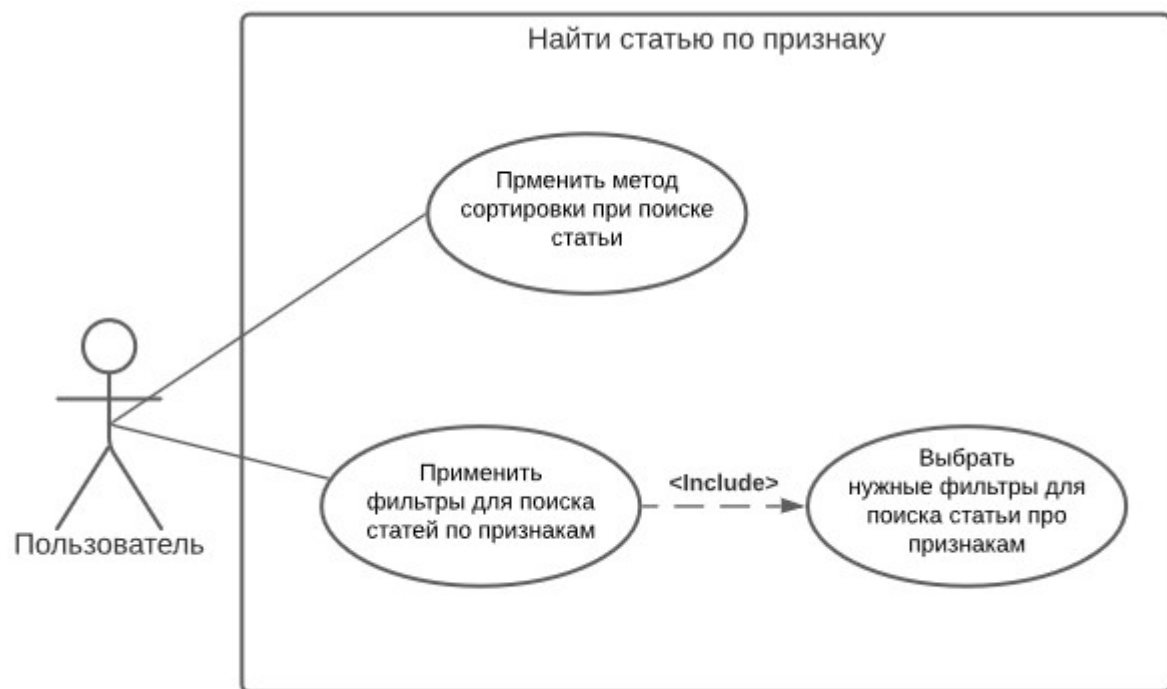 Найти статью по признаку
Прменить метод
сортировки при поиске
статьи
Применить
фильтры для поиска
статей по признакам
<Include>
Выбрать
нужные фильтры для
поиска статьи про
признакам
Пользователь